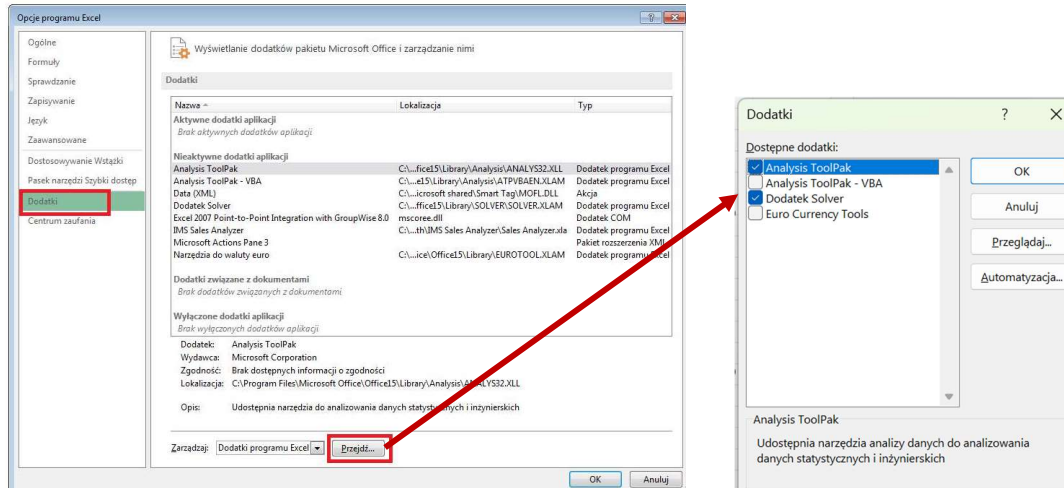 Opcje programu Excel
Ogólne
Formuły
Sprawdzanie
Zapisywanie
Język
Zaawansowane
Dostosowywanie Wstążki
Pasek narzędzi Szybki dostęp
Dodatki
Centrum zaufania
Wyświetlanie dodatków pakietu Microsoft Office i zarządzanie nimi
Dodatki
Nazwa Lokalizacja Typ
Aktywne dodatki aplikacji
Brak aktywnych dodatków aplikacji
Nieaktywne dodatki aplikacji
Analysis ToolPak C:\...fice15\Library\Analysis\ANALYS32.XLL Dodatek programu Excel
Analysis ToolPak - VBA C:\...e15\Library\Analysis\ATPVBAEN.XLAM Dodatek programu Excel
Data (XML) C:\...icrosoft shared\Smart Tag\MOFL.DLL Akcja
Dodatek Solver C:\...ffice15\Library\SOLVER\SOLVER.XLAM Dodatek programu Excel
Excel 2007 Point-to-Point Integration with GroupWise 8.0 mscoree.dll Dodatek COM
IMS Sales Analyzer C:\...th\IMS Sales Analyzer\Sales Analyzer.xla Dodatek programu Excel
Microsoft Actions Pane 3 Pakiet rozszerzenia XML
Narzędzia do waluty euro C:\...ice\Office15\Library\EUROTOOL.XLAM Dodatek programu Excel
Dodatki związane z dokumentami
Brak dodatków związanych z dokumentami
Wyłączone dodatki aplikacji
Brak wyłączonych dodatków aplikacji
Dodatek: Analysis ToolPak
Wydawca: Microsoft Corporation
Zgodność: Brak dostępnych informacji o zgodności
Lokalizacja: C:\Program Files\Microsoft Office\Office15\Library\Analysis\ANALYS32.XLL
Opis: Udostępnia narzędzia do analizowania danych statystycznych i inżynierskich
Zarządzaj: Dodatki programu Excel Przejdź...
OK Anuluj
Dodatki ? X
Dostępne dodatki:
Analysis ToolPak
Analysis ToolPak - VBA
Dodatek Solver
Euro Currency Tools
OK
Anuluj
Przeglądaj...
Automatyzacja...
Analysis ToolPak
Udostępnia narzędzia analizy danych do analizowania
danych statystycznych i inżynierskich